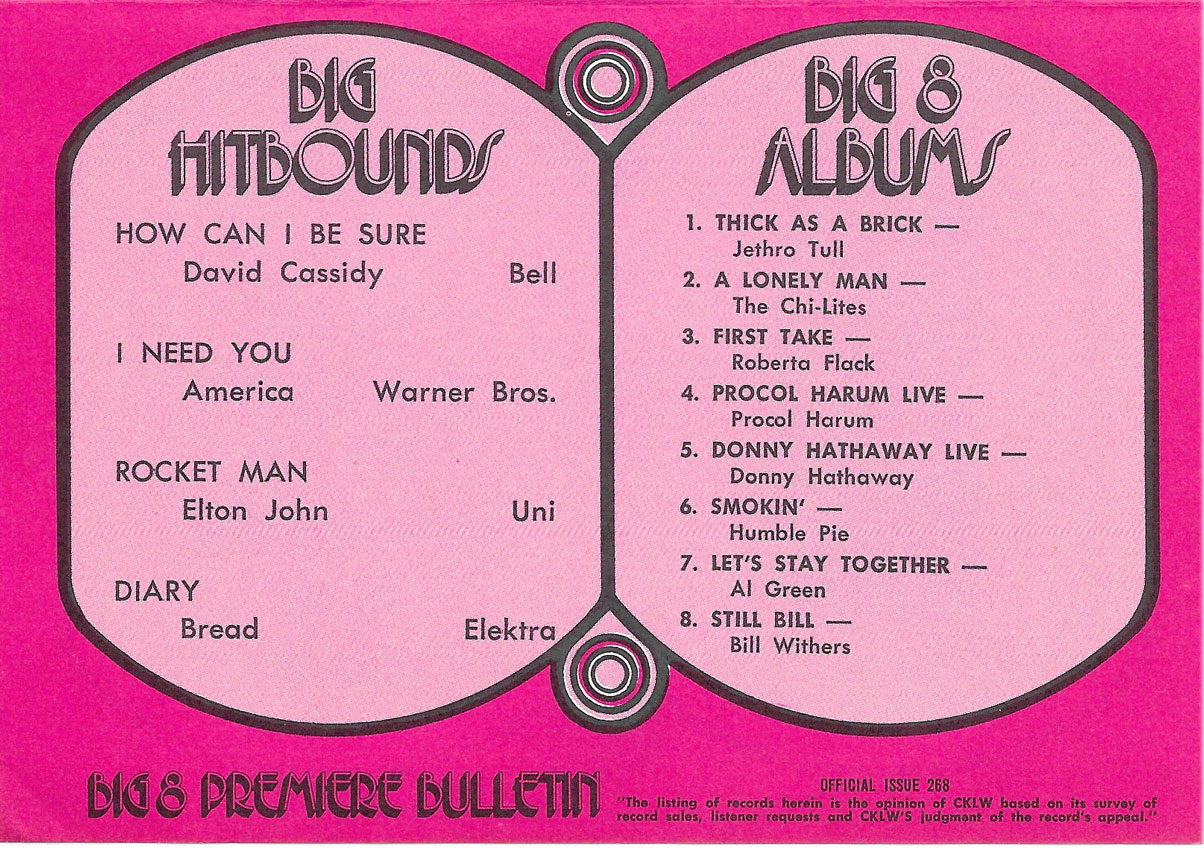 BIG
HITBOUNDS
HOW CAN I BE SURE
David Cassidy Bell
I NEED YOU
America Warner Bros.
ROCKET MAN
Elton John Uni
DIARY
Bread Elektra
BIG 8
ALBUMS
1. THICK AS A BRICK —
Jethro Tull
2. A LONELY MAN —
The Chi-Lites
3. FIRST TAKE —
Roberta Flack
4. PROCOL HARUM LIVE —
Procol Harum
5. DONNY HATHAWAY LIVE —
Donny Hathaway
6. SMOKIN' —
Humble Pie
7. LET'S STAY TOGETHER —
Al Green
8. STILL BILL —
Bill Withers
BIG 8 PREMIERE BULLETIN
OFFICIAL ISSUE 268
"The listing of records herein is the opinion of CKLW based on its survey of
record sales, listener requests and CKLW'S judgment of the record's appeal."